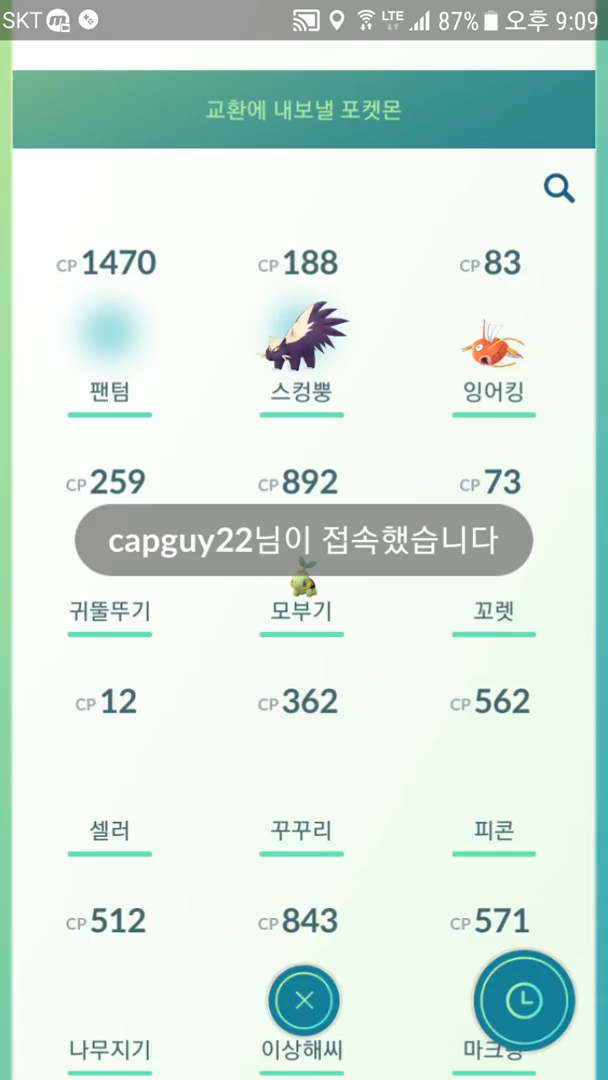 SKT LTE 87% 오후 9:09
교환에 내보낼 포켓몬
CP 1470 CP 188 CP 83
팬텀 스컹뿡 잉어킹
CP 259 CP 892 CP 73
capguy22님이 접속했습니다
귀뚤뚜기 모부기 꼬렛
CP 12 CP 362 CP 562
셀러 꾸꾸리 피콘
CP 512 CP 843 CP 571
나무지기 이상해씨